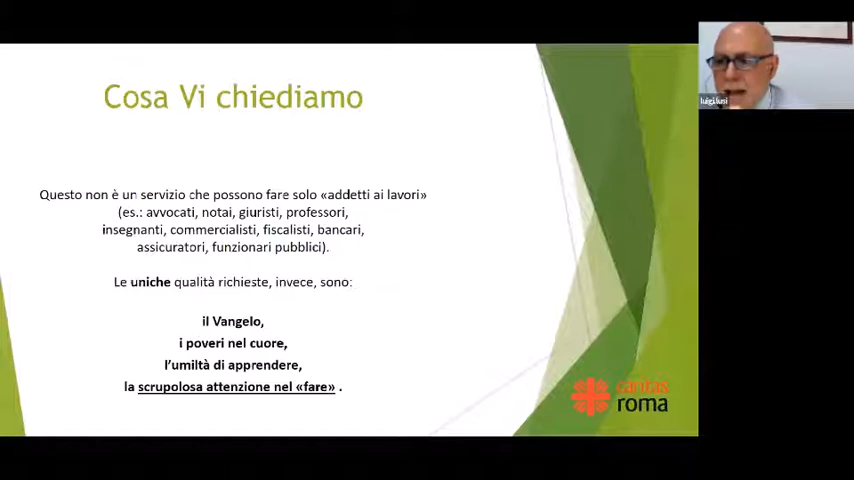 Cosa Vi chiediamo
Questo non è un servizio che possono fare solo «addetti ai lavori»
(es.: avvocati, notai, giuristi, professori,
insegnanti, commercialisti, fiscalisti, bancari,
assicuratori, funzionari pubblici).
Le uniche qualità richieste, invece, sono:
il Vangelo,
i poveri nel cuore,
l'umiltà di apprendere,
la scrupolosa attenzione nel «fare» .
caritas
roma
luigi.lusi